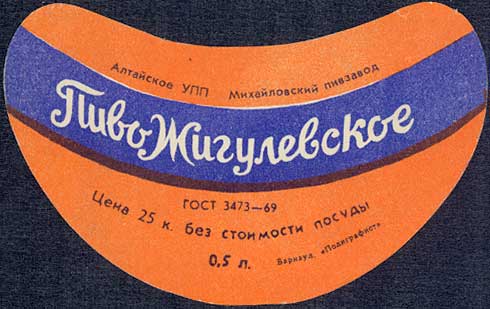 Алтайское УПП Михайловский пивзавод
Пиво Жигулевское
ГОСТ 3473—69
Цена 25 к. без стоимости посуды
0,5 л. Барнаул. «Полиграфист»